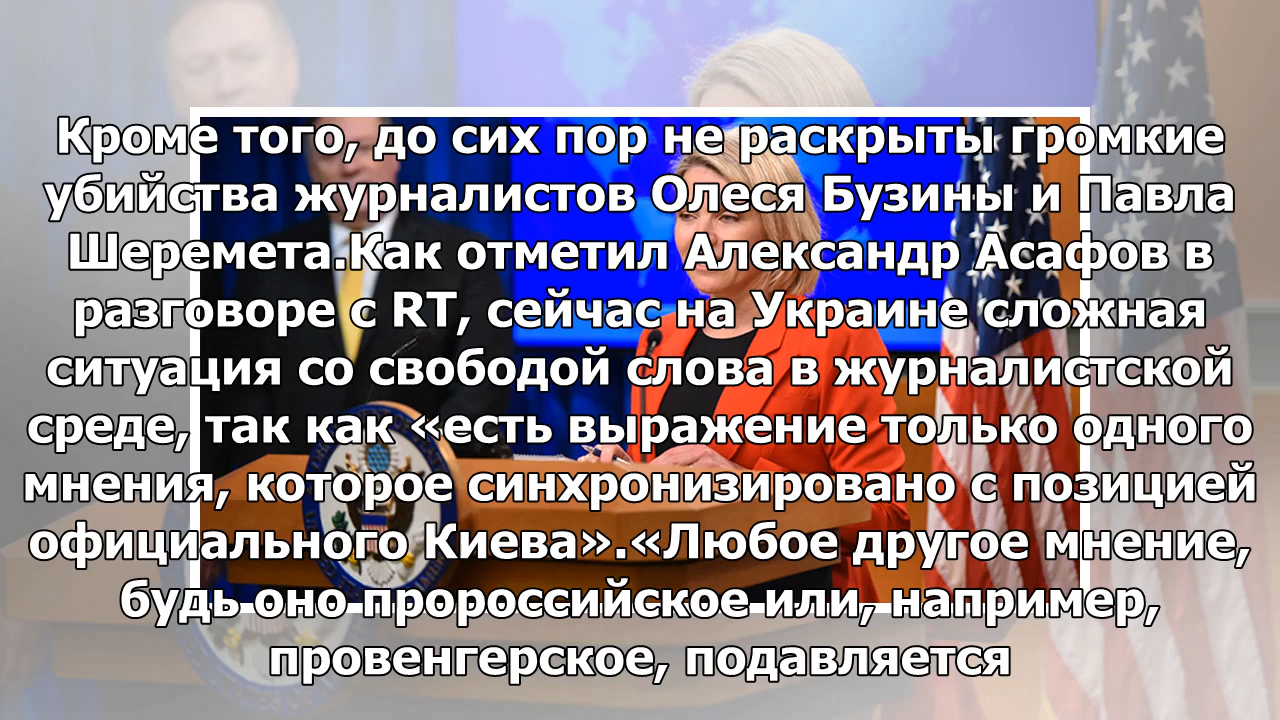 Кроме того, до сих пор не раскрыты громкие
убийства журналистов Олеся Бузины и Павла
Шеремета.Как отметил Александр Асафов в
разговоре с RT, сейчас на Украине сложная
ситуация со свободой слова в журналистской
среде, так как «есть выражение только одного
мнения, которое синхронизировано с позицией
официального Киева».«Любое другое мнение,
будь оно пророссийское или, например,
провенгерское, подавляется